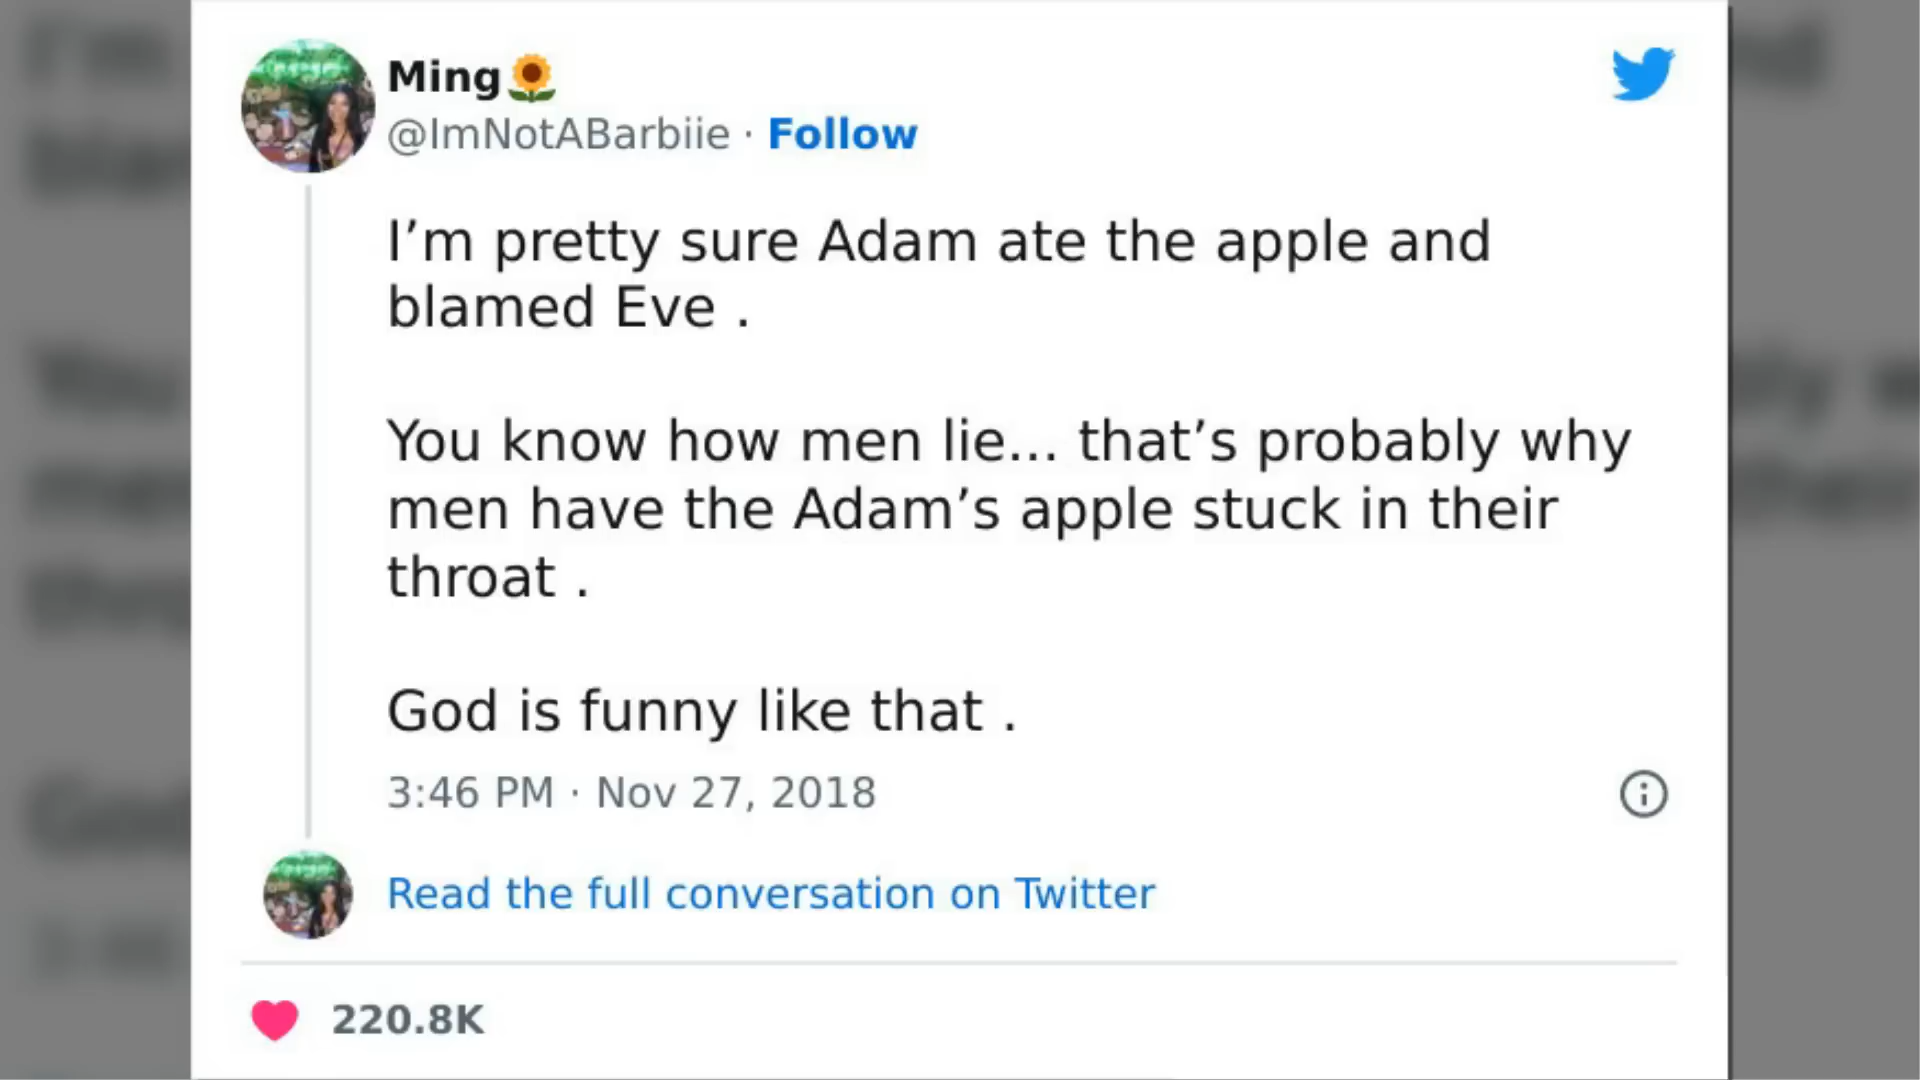 Ming🌻
@ImNotABarbiie · Follow
I’m pretty sure Adam ate the apple and
blamed Eve .
You know how men lie... that’s probably why
men have the Adam’s apple stuck in their
throat .
God is funny like that .
3:46 PM · Nov 27, 2018
Read the full conversation on Twitter
220.8K